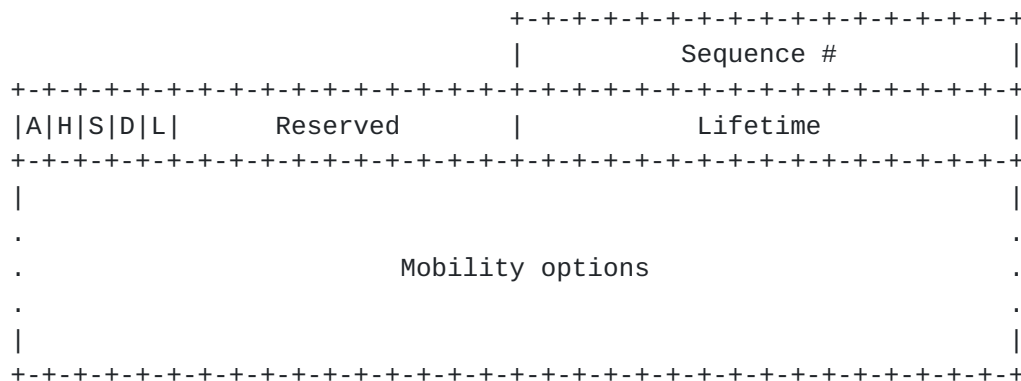 +-+-+-+-+-+-+-+-+-+-+-+-+-+-+-+-+
| Sequence # |
+-+-+-+-+-+-+-+-+-+-+-+-+-+-+-+-+-+-+-+-+-+-+-+-+-+-+-+-+-+-+-+-+
|A|H|S|D|L| Reserved | Lifetime |
+-+-+-+-+-+-+-+-+-+-+-+-+-+-+-+-+-+-+-+-+-+-+-+-+-+-+-+-+-+-+-+-+
| |
. .
. Mobility options .
. .
| |
+-+-+-+-+-+-+-+-+-+-+-+-+-+-+-+-+-+-+-+-+-+-+-+-+-+-+-+-+-+-+-+-+